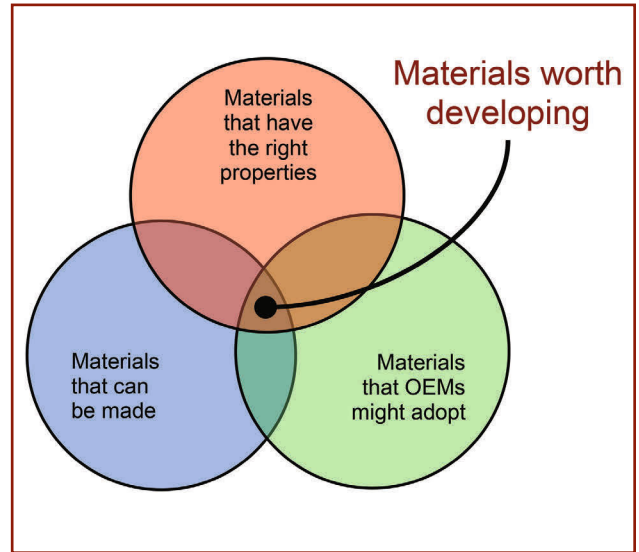 Materials worth
developing
Materials
that have
the right
properties
Materials
that can
be made
Materials
that OEMs
might adopt